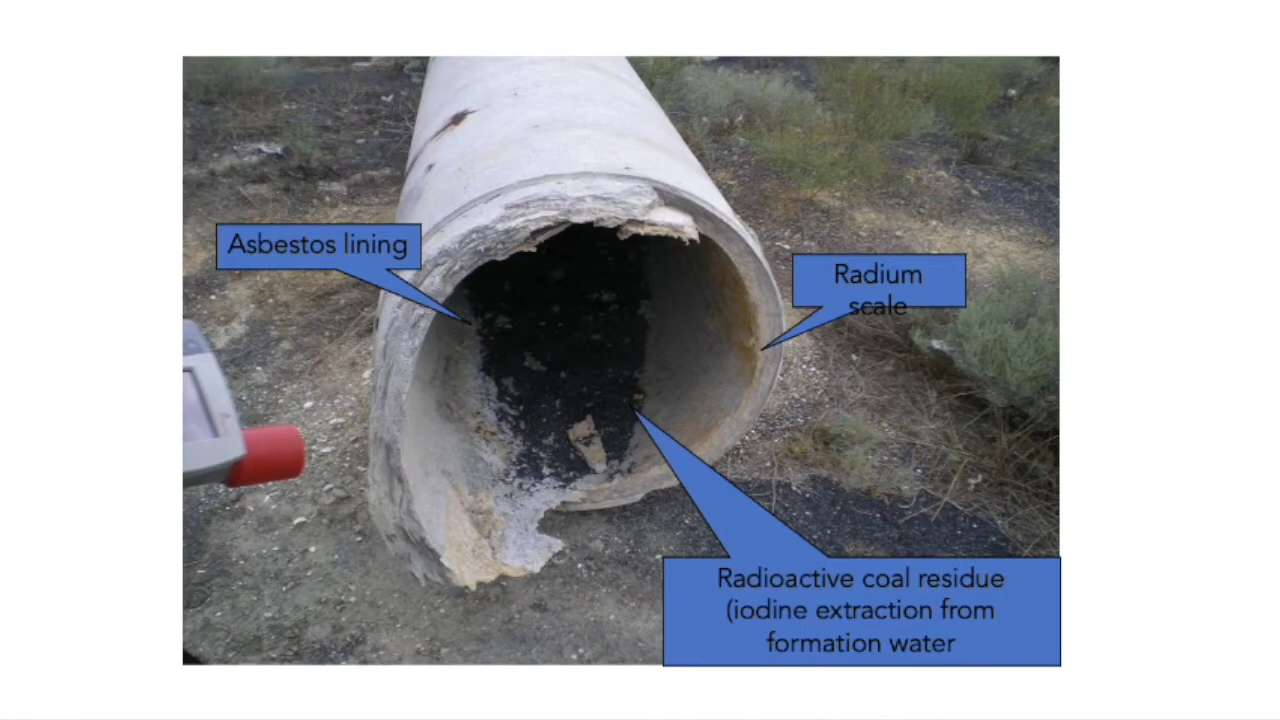 Asbestos lining
Radium
scale
Radioactive coal residue
(iodine extraction from
formation water